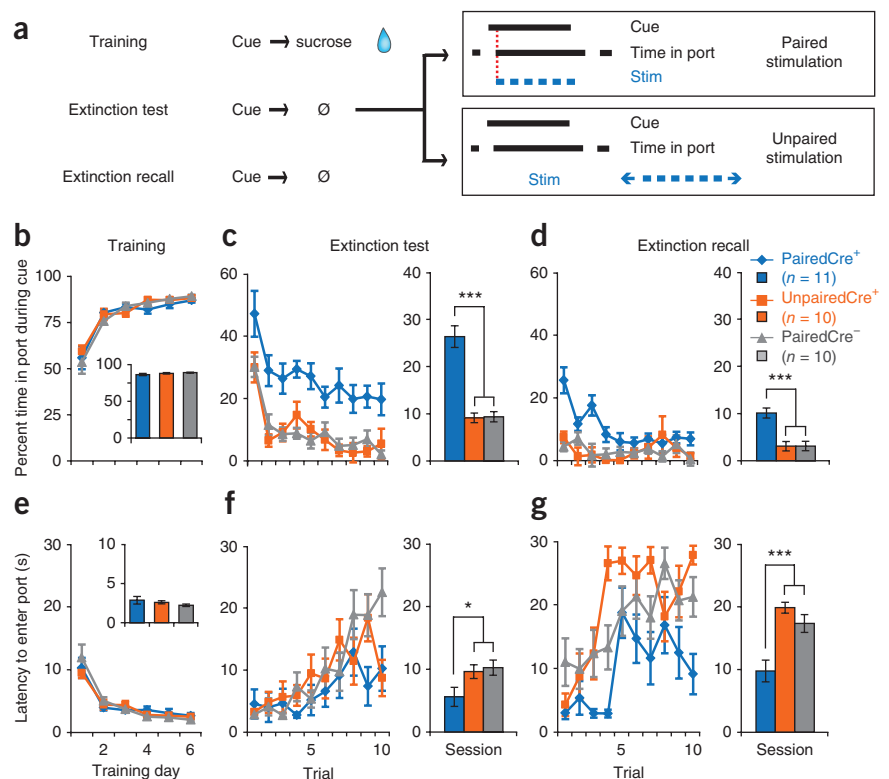 a
Training
Cue → sucrose
Extinction test
Cue → Ø
Extinction recall
Cue → Ø
Cue
Time in port
Stim
Paired
stimulation
Cue
Time in port
Stim
Unpaired
stimulation
b
Training
Percent time in port during cue
100
75
50
25
0
100
50
0
c
Extinction test
60
40
20
0
40
30
20
10
0
***
d
Extinction recall
60
40
20
0
40
30
20
10
0
***
PairedCre+
(n = 11)
UnpairedCre+
(n = 10)
PairedCre−
(n = 10)
e
Latency to enter port (s)
30
20
10
0
10
5
0
2 4 6
Training day
f
30
20
10
0
5 10
Trial
30
20
10
0
*
Session
g
30
20
10
0
5 10
Trial
30
20
10
0
***
Session